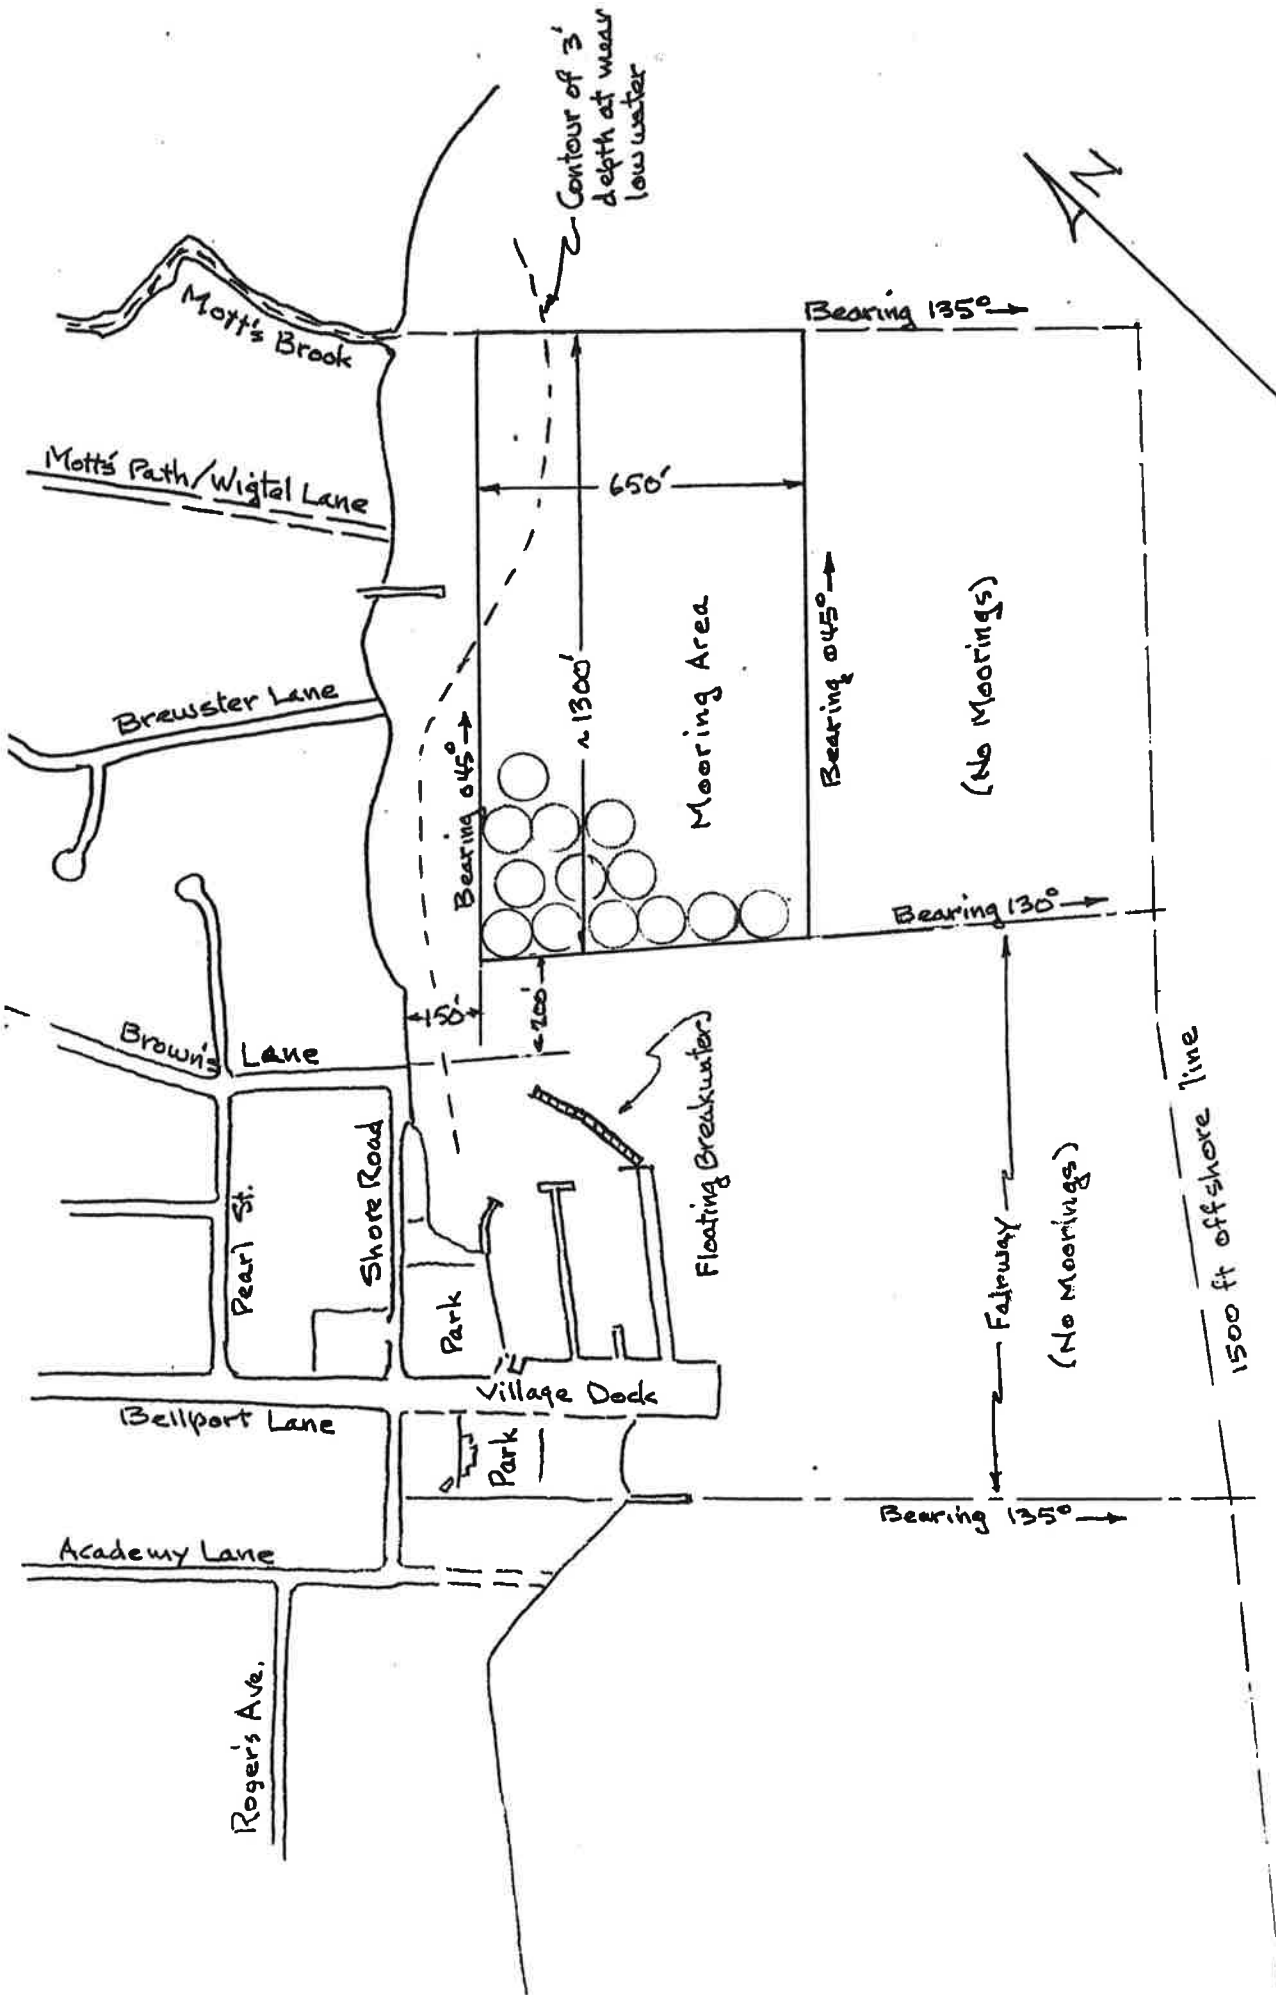 Contour of 3'
depth at mean
low water
N
Mott's Brook
Bearing 135°
Mott's Path/Wigtal Lane
650'
Brewster Lane
~1300'
Mooring Area
Bearing 045°
Bearing 045°
(No Moorings)
Bearing 130°
150'
200'
Brown's Lane
Floating Breakwaters
Shore Road
Pearl St.
Park
Fairway
(No Moorings)
1500 ft offshore line
Village Dock
Bellport Lane
Park
Bearing 135°
Academy Lane
Roger's Ave.